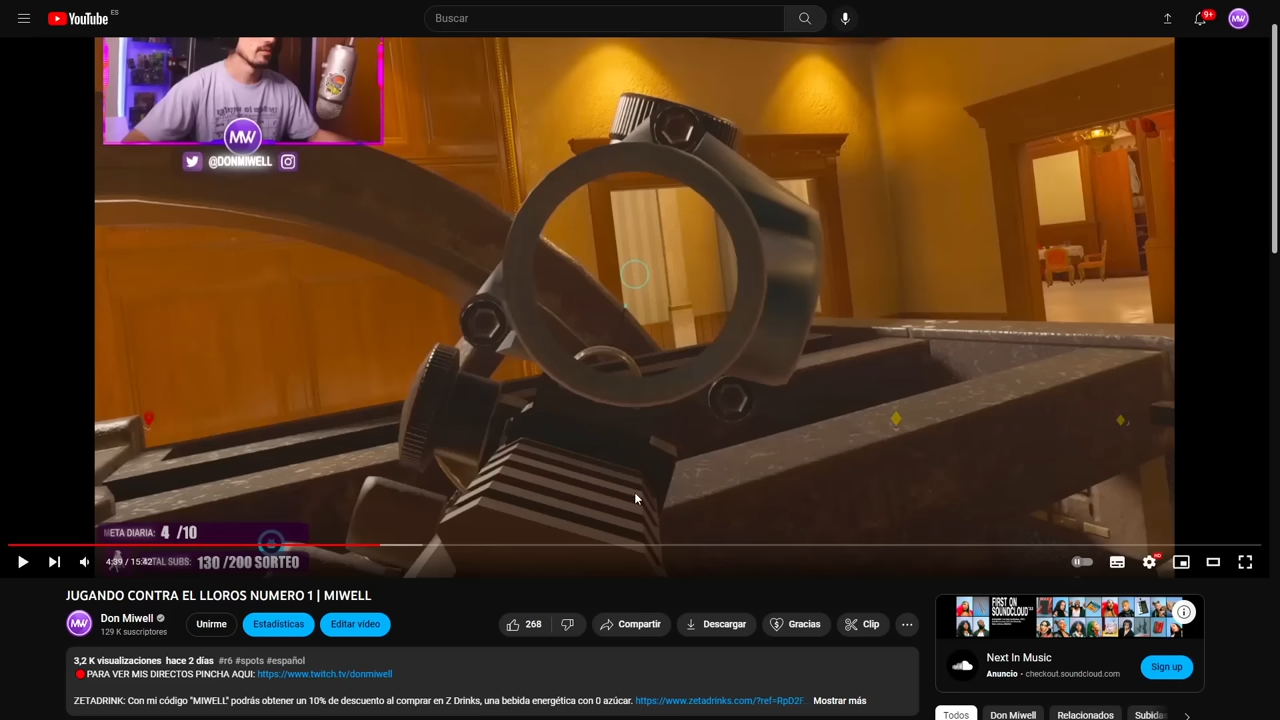 YouTube ES
Buscar
9+
MW
MW
@DONMIWELL
META DIARIA: 4 /10
130 /200 SORTEO
4:39 / 15:42
HD
JUGANDO CONTRA EL LLOROS NUMERO 1 | MIWELL
MW
Don Miwell
129 K suscriptores
Unirme
Estadísticas
Editar vídeo
268
Compartir
Descargar
Gracias
Clip
3,2 K visualizaciones hace 2 días #r6 #spots #español
PARA VER MIS DIRECTOS PINCHA AQUI: https://www.twitch.tv/donmiwell
ZETADRINK: Con mi código "MIWELL" podrás obtener un 10% de descuento al comprar en Z Drinks, una bebida energética con 0 azúcar. https://www.zetadrinks.com/?ref=RpD2F... Mostrar más
FIRST ON
SOUNDCLOUD
Next In Music
Anuncio • checkout.soundcloud.com
Sign up
Todos
Don Miwell
Relacionados
Subida